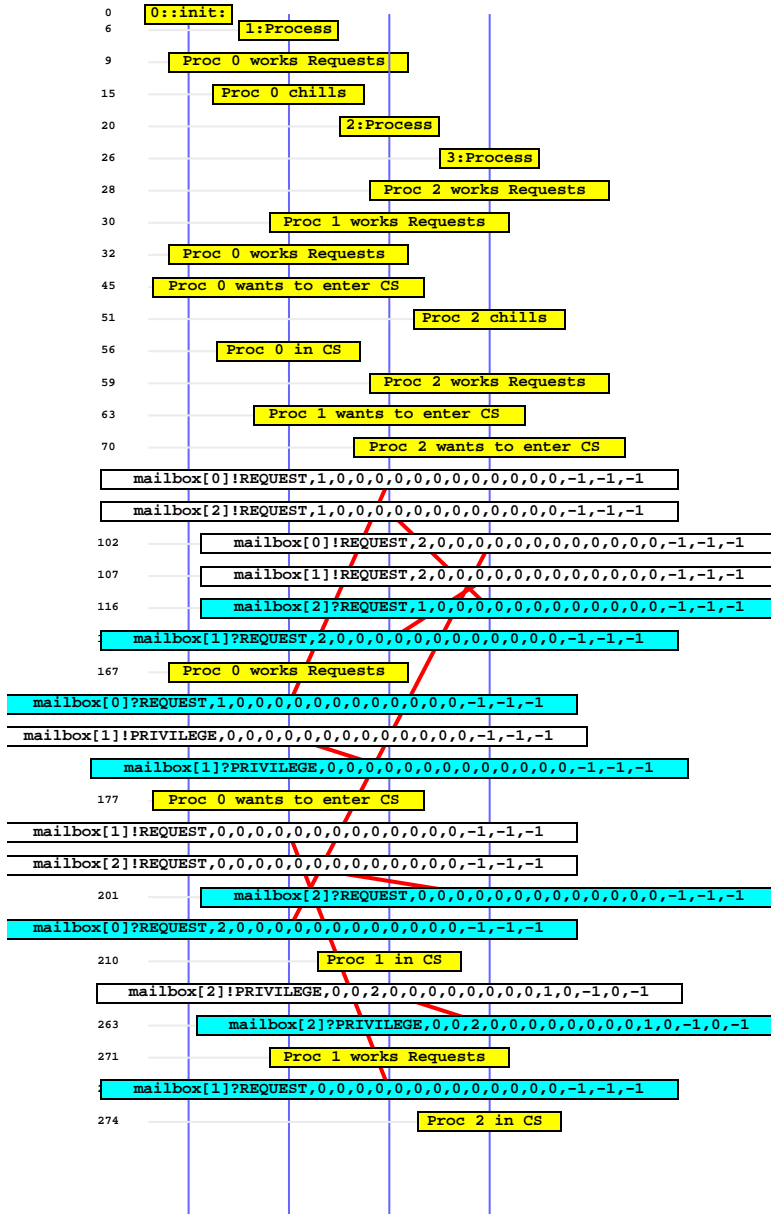 0 0::init:
6 1:Process
9 Proc 0 works Requests
15 Proc 0 chills
20 2:Process
26 3:Process
28 Proc 2 works Requests
30 Proc 1 works Requests
32 Proc 0 works Requests
45 Proc 0 wants to enter CS
51 Proc 2 chills
56 Proc 0 in CS
59 Proc 2 works Requests
63 Proc 1 wants to enter CS
70 Proc 2 wants to enter CS
mailbox[0]!REQUEST,1,0,0,0,0,0,0,0,0,0,0,0,0,-1,-1,-1
mailbox[2]!REQUEST,1,0,0,0,0,0,0,0,0,0,0,0,0,-1,-1,-1
102 mailbox[0]!REQUEST,2,0,0,0,0,0,0,0,0,0,0,0,0,-1,-1,-1
107 mailbox[1]!REQUEST,2,0,0,0,0,0,0,0,0,0,0,0,0,-1,-1,-1
116 mailbox[2]?REQUEST,1,0,0,0,0,0,0,0,0,0,0,0,0,-1,-1,-1
mailbox[1]?REQUEST,2,0,0,0,0,0,0,0,0,0,0,0,0,-1,-1,-1
167 Proc 0 works Requests
mailbox[0]?REQUEST,1,0,0,0,0,0,0,0,0,0,0,0,0,-1,-1,-1
mailbox[1]!PRIVILEGE,0,0,0,0,0,0,0,0,0,0,0,0,0,-1,-1,-1
mailbox[1]?PRIVILEGE,0,0,0,0,0,0,0,0,0,0,0,0,0,-1,-1,-1
177 Proc 0 wants to enter CS
mailbox[1]!REQUEST,0,0,0,0,0,0,0,0,0,0,0,0,0,-1,-1,-1
mailbox[2]!REQUEST,0,0,0,0,0,0,0,0,0,0,0,0,0,-1,-1,-1
201 mailbox[2]?REQUEST,0,0,0,0,0,0,0,0,0,0,0,0,0,-1,-1,-1
mailbox[0]?REQUEST,2,0,0,0,0,0,0,0,0,0,0,0,0,-1,-1,-1
210 Proc 1 in CS
mailbox[2]!PRIVILEGE,0,0,2,0,0,0,0,0,0,0,0,1,0,-1,0,-1
263 mailbox[2]?PRIVILEGE,0,0,2,0,0,0,0,0,0,0,0,1,0,-1,0,-1
271 Proc 1 works Requests
mailbox[1]?REQUEST,0,0,0,0,0,0,0,0,0,0,0,0,0,-1,-1,-1
274 Proc 2 in CS